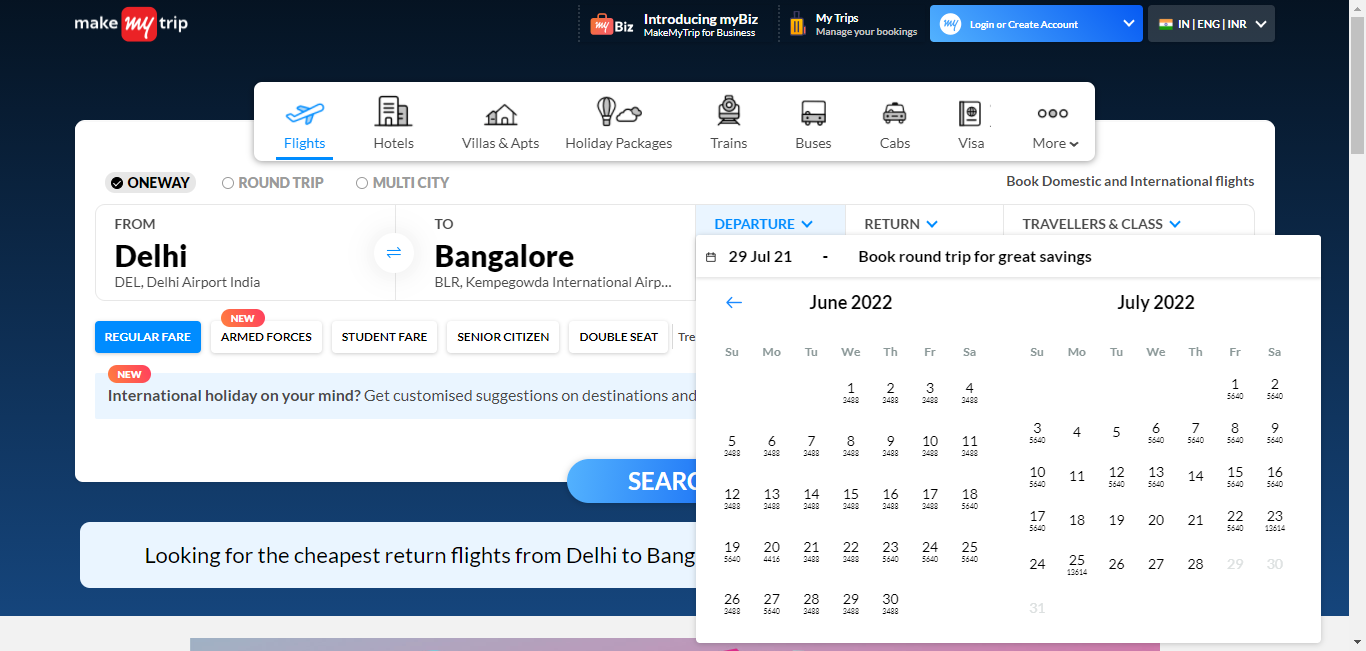 make my trip
my Biz
Introducing myBiz
MakeMyTrip for Business
My Trips
Manage your bookings
my Login or Create Account
IN | ENG | INR
Flights
Hotels
Villas & Apts
Holiday Packages
Trains
Buses
Cabs
Visa
More
ONEWAY
ROUND TRIP
MULTI CITY
Book Domestic and International flights
FROM
Delhi
DEL, Delhi Airport India
TO
Bangalore
BLR, Kempegowda International Airp...
DEPARTURE
RETURN
TRAVELLERS & CLASS
29 Jul 21 - Book round trip for great savings
NEW
REGULAR FARE
ARMED FORCES
STUDENT FARE
SENIOR CITIZEN
DOUBLE SEAT
Tre
NEW
International holiday on your mind? Get customised suggestions on destinations and
SEARC
Looking for the cheapest return flights from Delhi to Bang
June 2022
Su Mo Tu We Th Fr Sa
1 2 3 4
3488 3488 3488 3488
5 6 7 8 9 10 11
3488 3488 3488 3488 3488 3488 3488
12 13 14 15 16 17 18
3488 3488 3488 3488 3488 3488 5640
19 20 21 22 23 24 25
5640 4416 3488 3488 5640 5640 5640
26 27 28 29 30
3488 5640 3488 3488 3488
July 2022
Su Mo Tu We Th Fr Sa
1 2
5640 5640
3 4 5 6 7 8 9
5640 5640 5640 5640 5640
10 11 12 13 14 15 16
5640 5640 5640 5640 5640
17 18 19 20 21 22 23
5640 5640 13614
24 25 26 27 28 29 30
13614
31